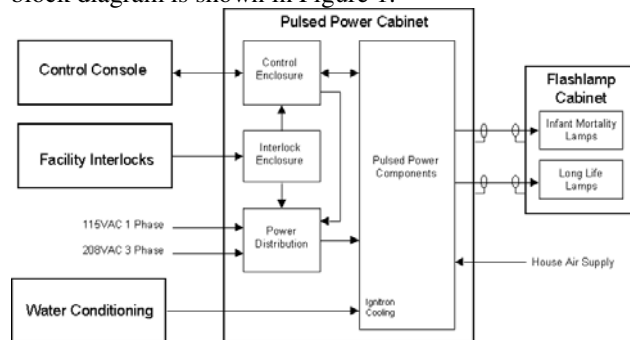 block diagram is shown in Figure 1.
Pulsed Power Cabinet
Control Console
Control
Enclosure
Flashlamp
Cabinet
Infant Mortality
Lamps
Facility Interlocks
Interlock
Enclosure
Pulsed Power
Components
Long Life
Lamps
115VAC 1 Phase
208VAC 3 Phase
Power
Distribution
House Air Supply
Water Conditioning
Ignitron
Cooling